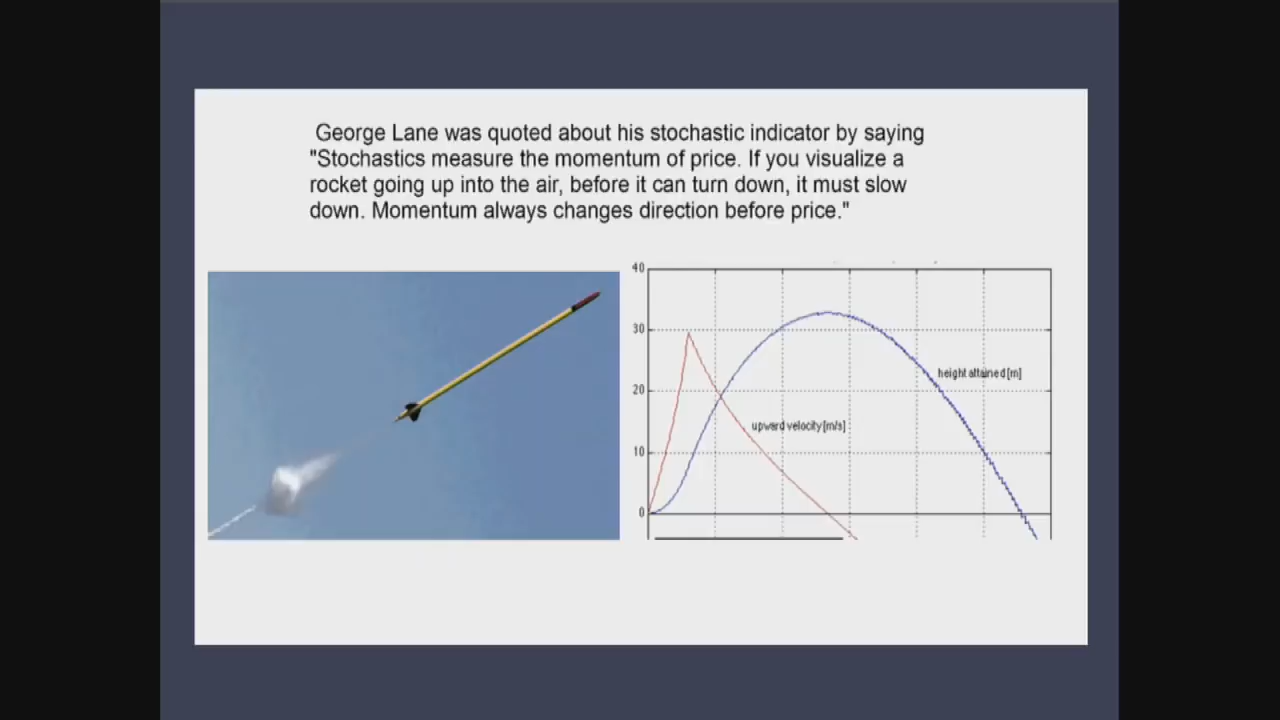 George Lane was quoted about his stochastic indicator by saying
"Stochastics measure the momentum of price. If you visualize a
rocket going up into the air, before it can turn down, it must slow
down. Momentum always changes direction before price."
40
30
20
10
0
height attained [m]
upward velocity [m/s]